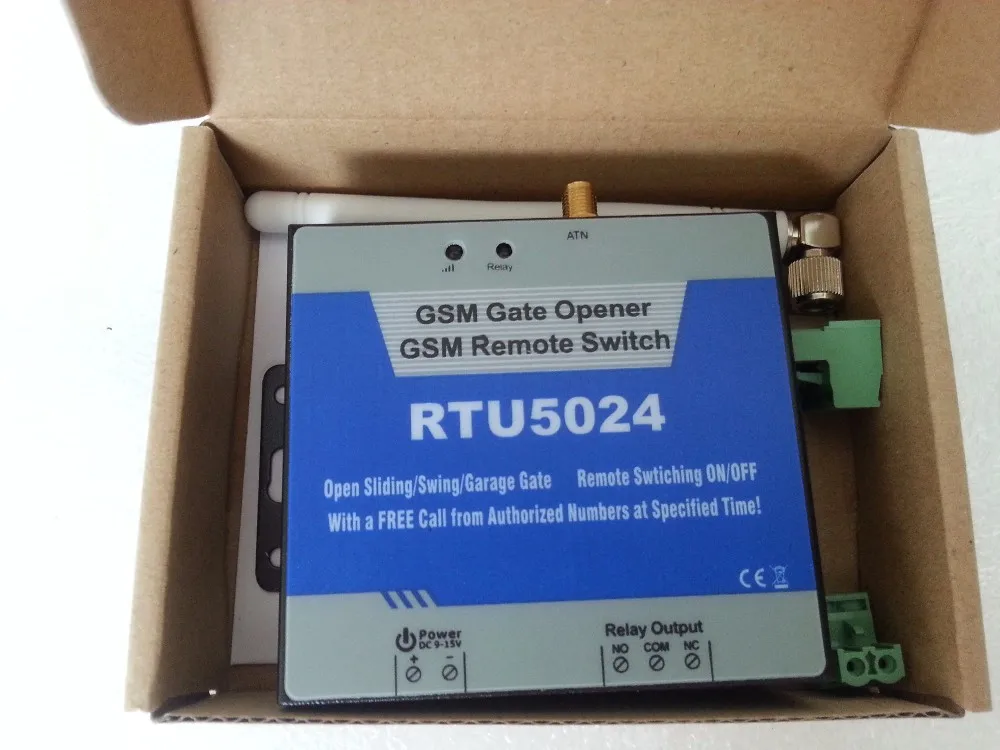 ATN
Relay
GSM Gate Opener
GSM Remote Switch
RTU5024
Open Sliding/Swing/Garage Gate Remote Swtiching ON/OFF
With a FREE Call from Authorized Numbers at Specified Time!
CE
Power
DC 9-15V
+ -
Relay Output
NO COM NC